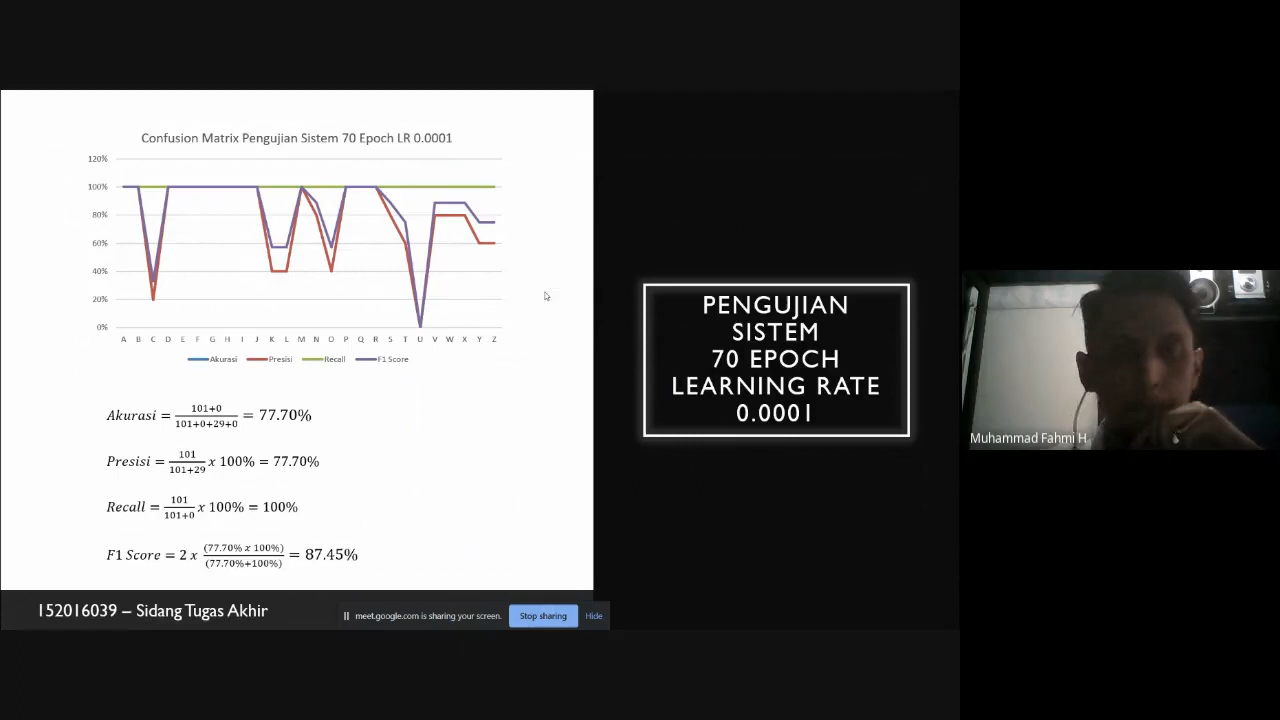 Confusion Matrix Pengujian Sistem 70 Epoch LR 0.0001
120%
100%
80%
60%
40%
20%
0%
A B C D E F G H I J K L M N O P Q R S T U V W X Y Z
Akurasi Presisi Recall F1 Score
Akurasi = 101+0 / 101+0+29+0 = 77.70%
Presisi = 101 / 101+29 x 100% = 77.70%
Recall = 101 / 101+0 x 100% = 100%
F1 Score = 2 x (77.70% x 100%) / (77.70%+100%) = 87.45%
152016039 – Sidang Tugas Akhir
meet.google.com is sharing your screen. Stop sharing Hide
PENGUJIAN
SISTEM
70 EPOCH
LEARNING RATE
0.0001
Muhammad Fahmi H